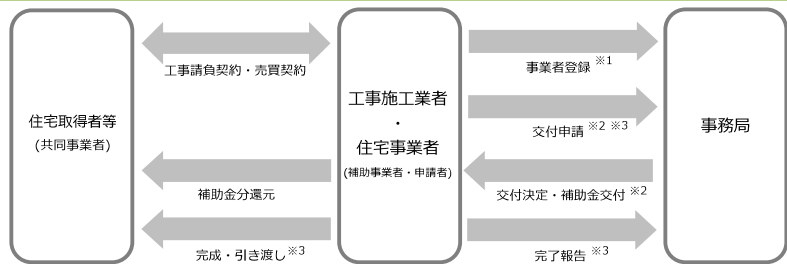 住宅取得者等
(共同事業者)
工事請負契約・売買契約
補助金分還元
完成・引き渡し※3
工事施工業者
・
住宅事業者
(補助事業者・申請者)
事業者登録 ※1
交付申請 ※2 ※3
交付決定・補助金交付 ※2
完了報告 ※3
事務局